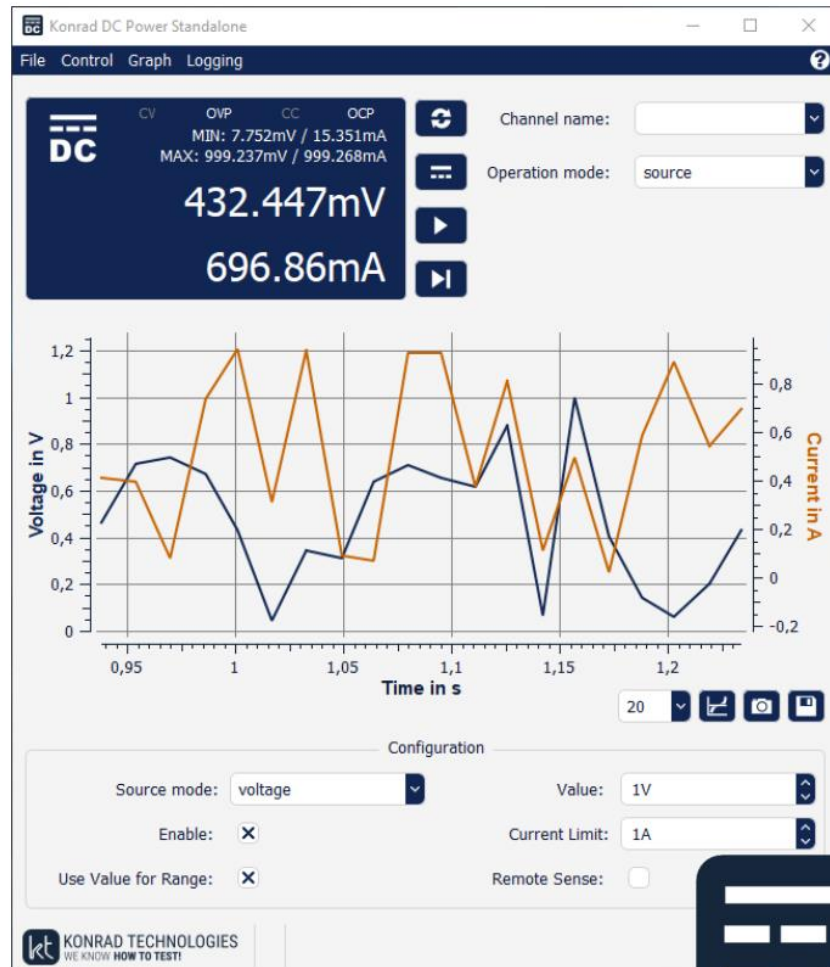 DC Konrad DC Power Standalone
File Control Graph Logging ?
CV OVP CC OCP
MIN: 7.752mV / 15.351mA
MAX: 999.237mV / 999.268mA
DC
432.447mV
696.86mA
Channel name:
Operation mode: source
1,2
1
0,8
0,6
0,4
0,2
0
Voltage in V
0,8
0,6
0,4
0,2
0
-0,2
Current in A
0,95 1 1,05 1,1 1,15 1,2
Time in s
20
Configuration
Source mode: voltage
Value: 1V
Enable:
Current Limit: 1A
Use Value for Range:
Remote Sense:
kt KONRAD TECHNOLOGIES
WE KNOW HOW TO TEST!